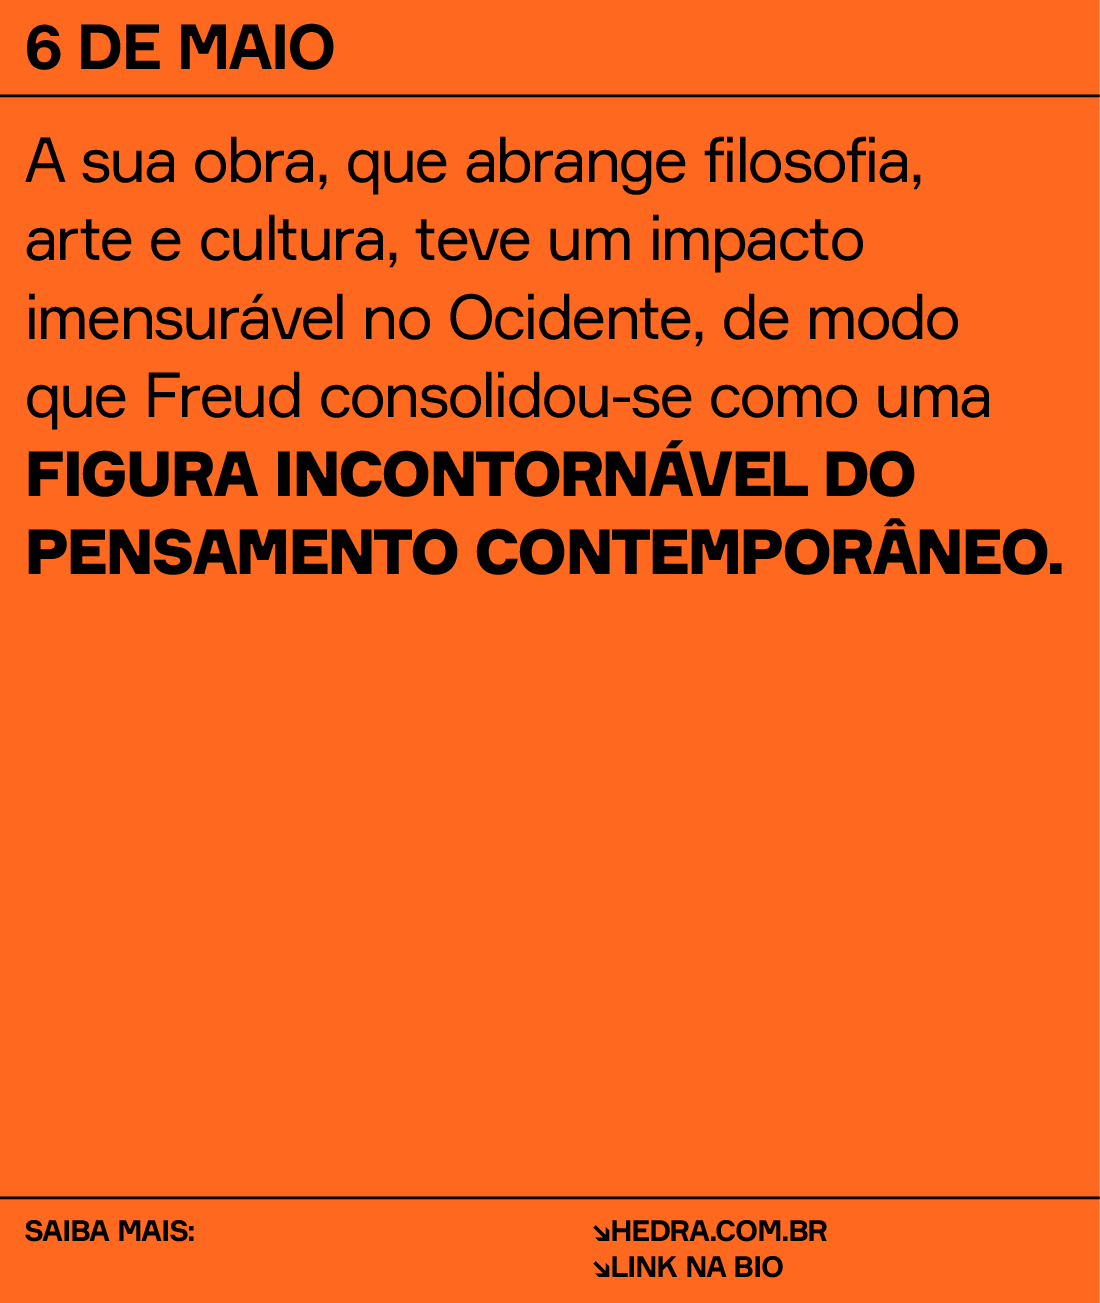 6 DE MAIO
A sua obra, que abrange filosofia,
arte e cultura, teve um impacto
imensurável no Ocidente, de modo
que Freud consolidou-se como uma
FIGURA INCONTORNÁVEL DO
PENSAMENTO CONTEMPORÂNEO.
SAIBA MAIS:
↘HEDRA.COM.BR
↘LINK NA BIO